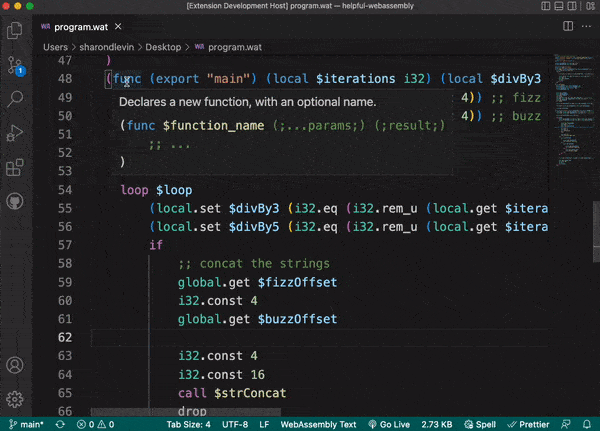 [Extension Development Host] program.wat — helpful-webassembly
WA program.wat ×
Users > sharondlevin > Desktop > WA program.wat
47 )
48 (func (export "main") (local $iterations i32) (local $divBy3
Declares a new function, with an optional name.
49 4)) ;; fizz
(func $function_name (;...params;) (;result;)
50 4)) ;; buzz
51 ;; ...
52 )
53
54 loop $loop
55 (local.set $divBy3 (i32.eq (i32.rem_u (local.get $itera
56 (local.set $divBy5 (i32.eq (i32.rem_u (local.get $itera
57 if
58 ;; concat the strings
59 global.get $fizzOffset
60 i32.const 4
61 global.get $buzzOffset
62
63 i32.const 4
64 i32.const 16
65 call $strConcat
66 drop
1
main* 0 0 Tab Size: 4 UTF-8 LF WebAssembly Text Go Live 2.73 KB Spell Prettier